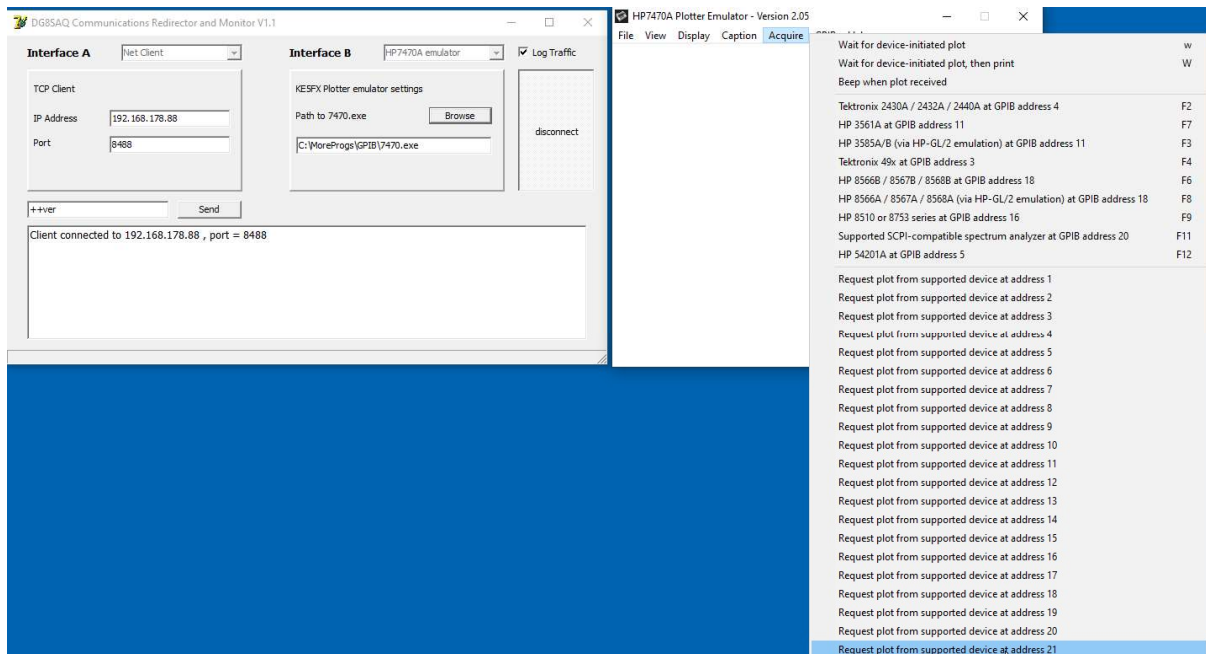 DG8SAQ Communications Redirector and Monitor V1.1
Interface A
Net Client
Interface B
HP7470A emulator
Log Traffic
TCP Client
IP Address
192.168.178.88
Port
8488
KE5FX Plotter emulator settings
Path to 7470.exe
Browse
C:\MoreProgs\GPIB\7470.exe
disconnect
++ver
Send
Client connected to 192.168.178.88 , port = 8488
HP7470A Plotter Emulator - Version 2.05
File View Display Caption Acquire
Wait for device-initiated plot w
Wait for device-initiated plot, then print W
Beep when plot received
Tektronix 2430A / 2432A / 2440A at GPIB address 4 F2
HP 3561A at GPIB address 11 F7
HP 3585A/B (via HP-GL/2 emulation) at GPIB address 11 F3
Tektronix 49x at GPIB address 3 F4
HP 8566B / 8567B / 8568B at GPIB address 18 F6
HP 8566A / 8567A / 8568A (via HP-GL/2 emulation) at GPIB address 18 F8
HP 8510 or 8753 series at GPIB address 16 F9
Supported SCPI-compatible spectrum analyzer at GPIB address 20 F11
HP 54201A at GPIB address 5 F12
Request plot from supported device at address 1
Request plot from supported device at address 2
Request plot from supported device at address 3
Request plot from supported device at address 4
Request plot from supported device at address 5
Request plot from supported device at address 6
Request plot from supported device at address 7
Request plot from supported device at address 8
Request plot from supported device at address 9
Request plot from supported device at address 10
Request plot from supported device at address 11
Request plot from supported device at address 12
Request plot from supported device at address 13
Request plot from supported device at address 14
Request plot from supported device at address 15
Request plot from supported device at address 16
Request plot from supported device at address 17
Request plot from supported device at address 18
Request plot from supported device at address 19
Request plot from supported device at address 20
Request plot from supported device at address 21